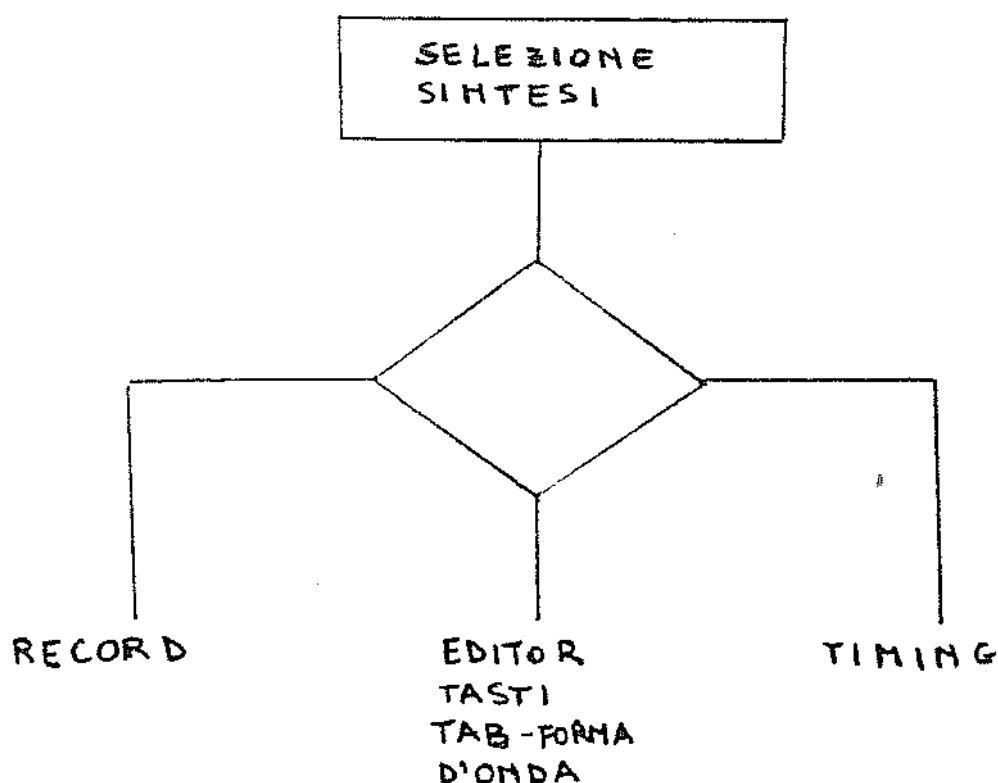 SELEZIONE
SINTESI
RECORD
EDITOR
TASTI
TAB-FORMA
D'ONDA
TIMING